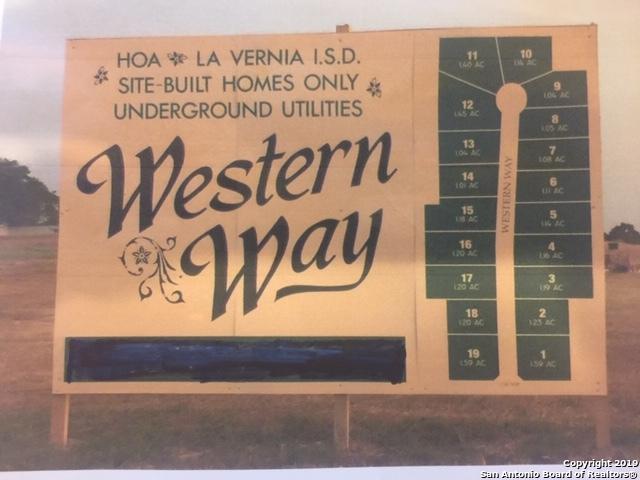 HOA LA VERNIA I.S.D.
SITE-BUILT HOMES ONLY
UNDERGROUND UTILITIES
Western
Way
11
1.40 AC
10
1.14 AC
12
1.45 AC
9
1.04 AC
8
1.05 AC
13
1.04 AC
7
1.08 AC
14
1.01 AC
6
1.11 AC
15
1.18 AC
5
1.14 AC
16
1.20 AC
4
1.16 AC
17
1.20 AC
3
1.19 AC
18
1.20 AC
2
1.23 AC
19
1.59 AC
1
1.59 AC
WESTERN WAY
Copyright 2019
San Antonio Board of Realtors®